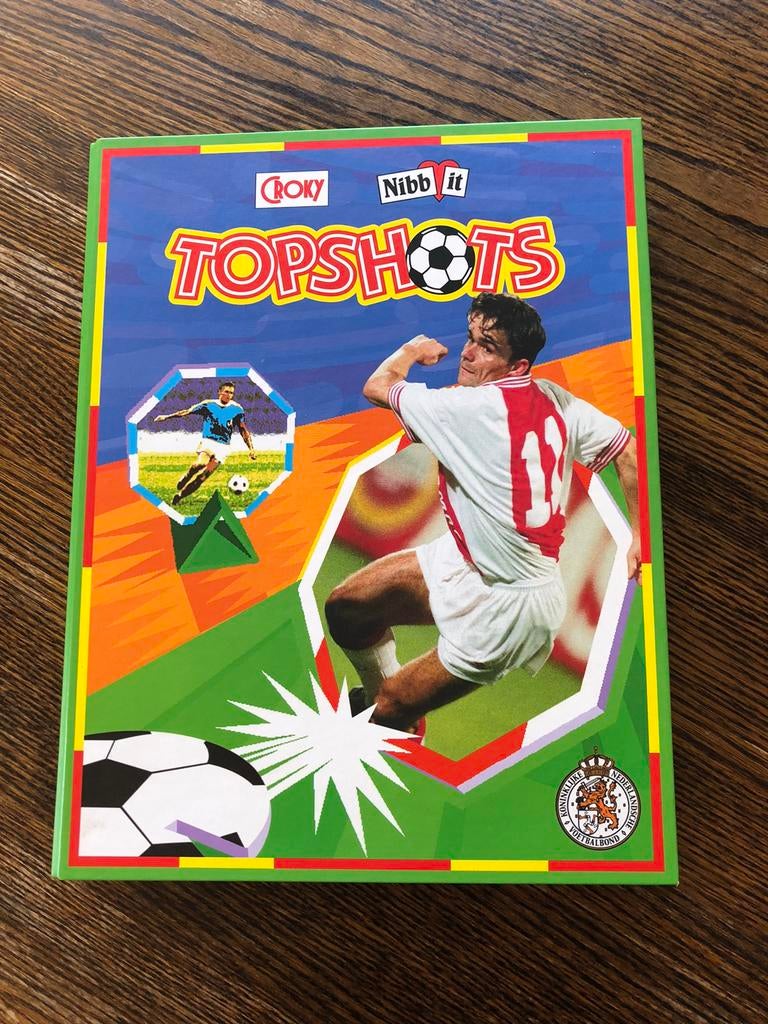 CROKY
Nibb it
TOPSHOTS
11
KONINKLIJKE NEDERLANDSCHE
VOETBALBOND